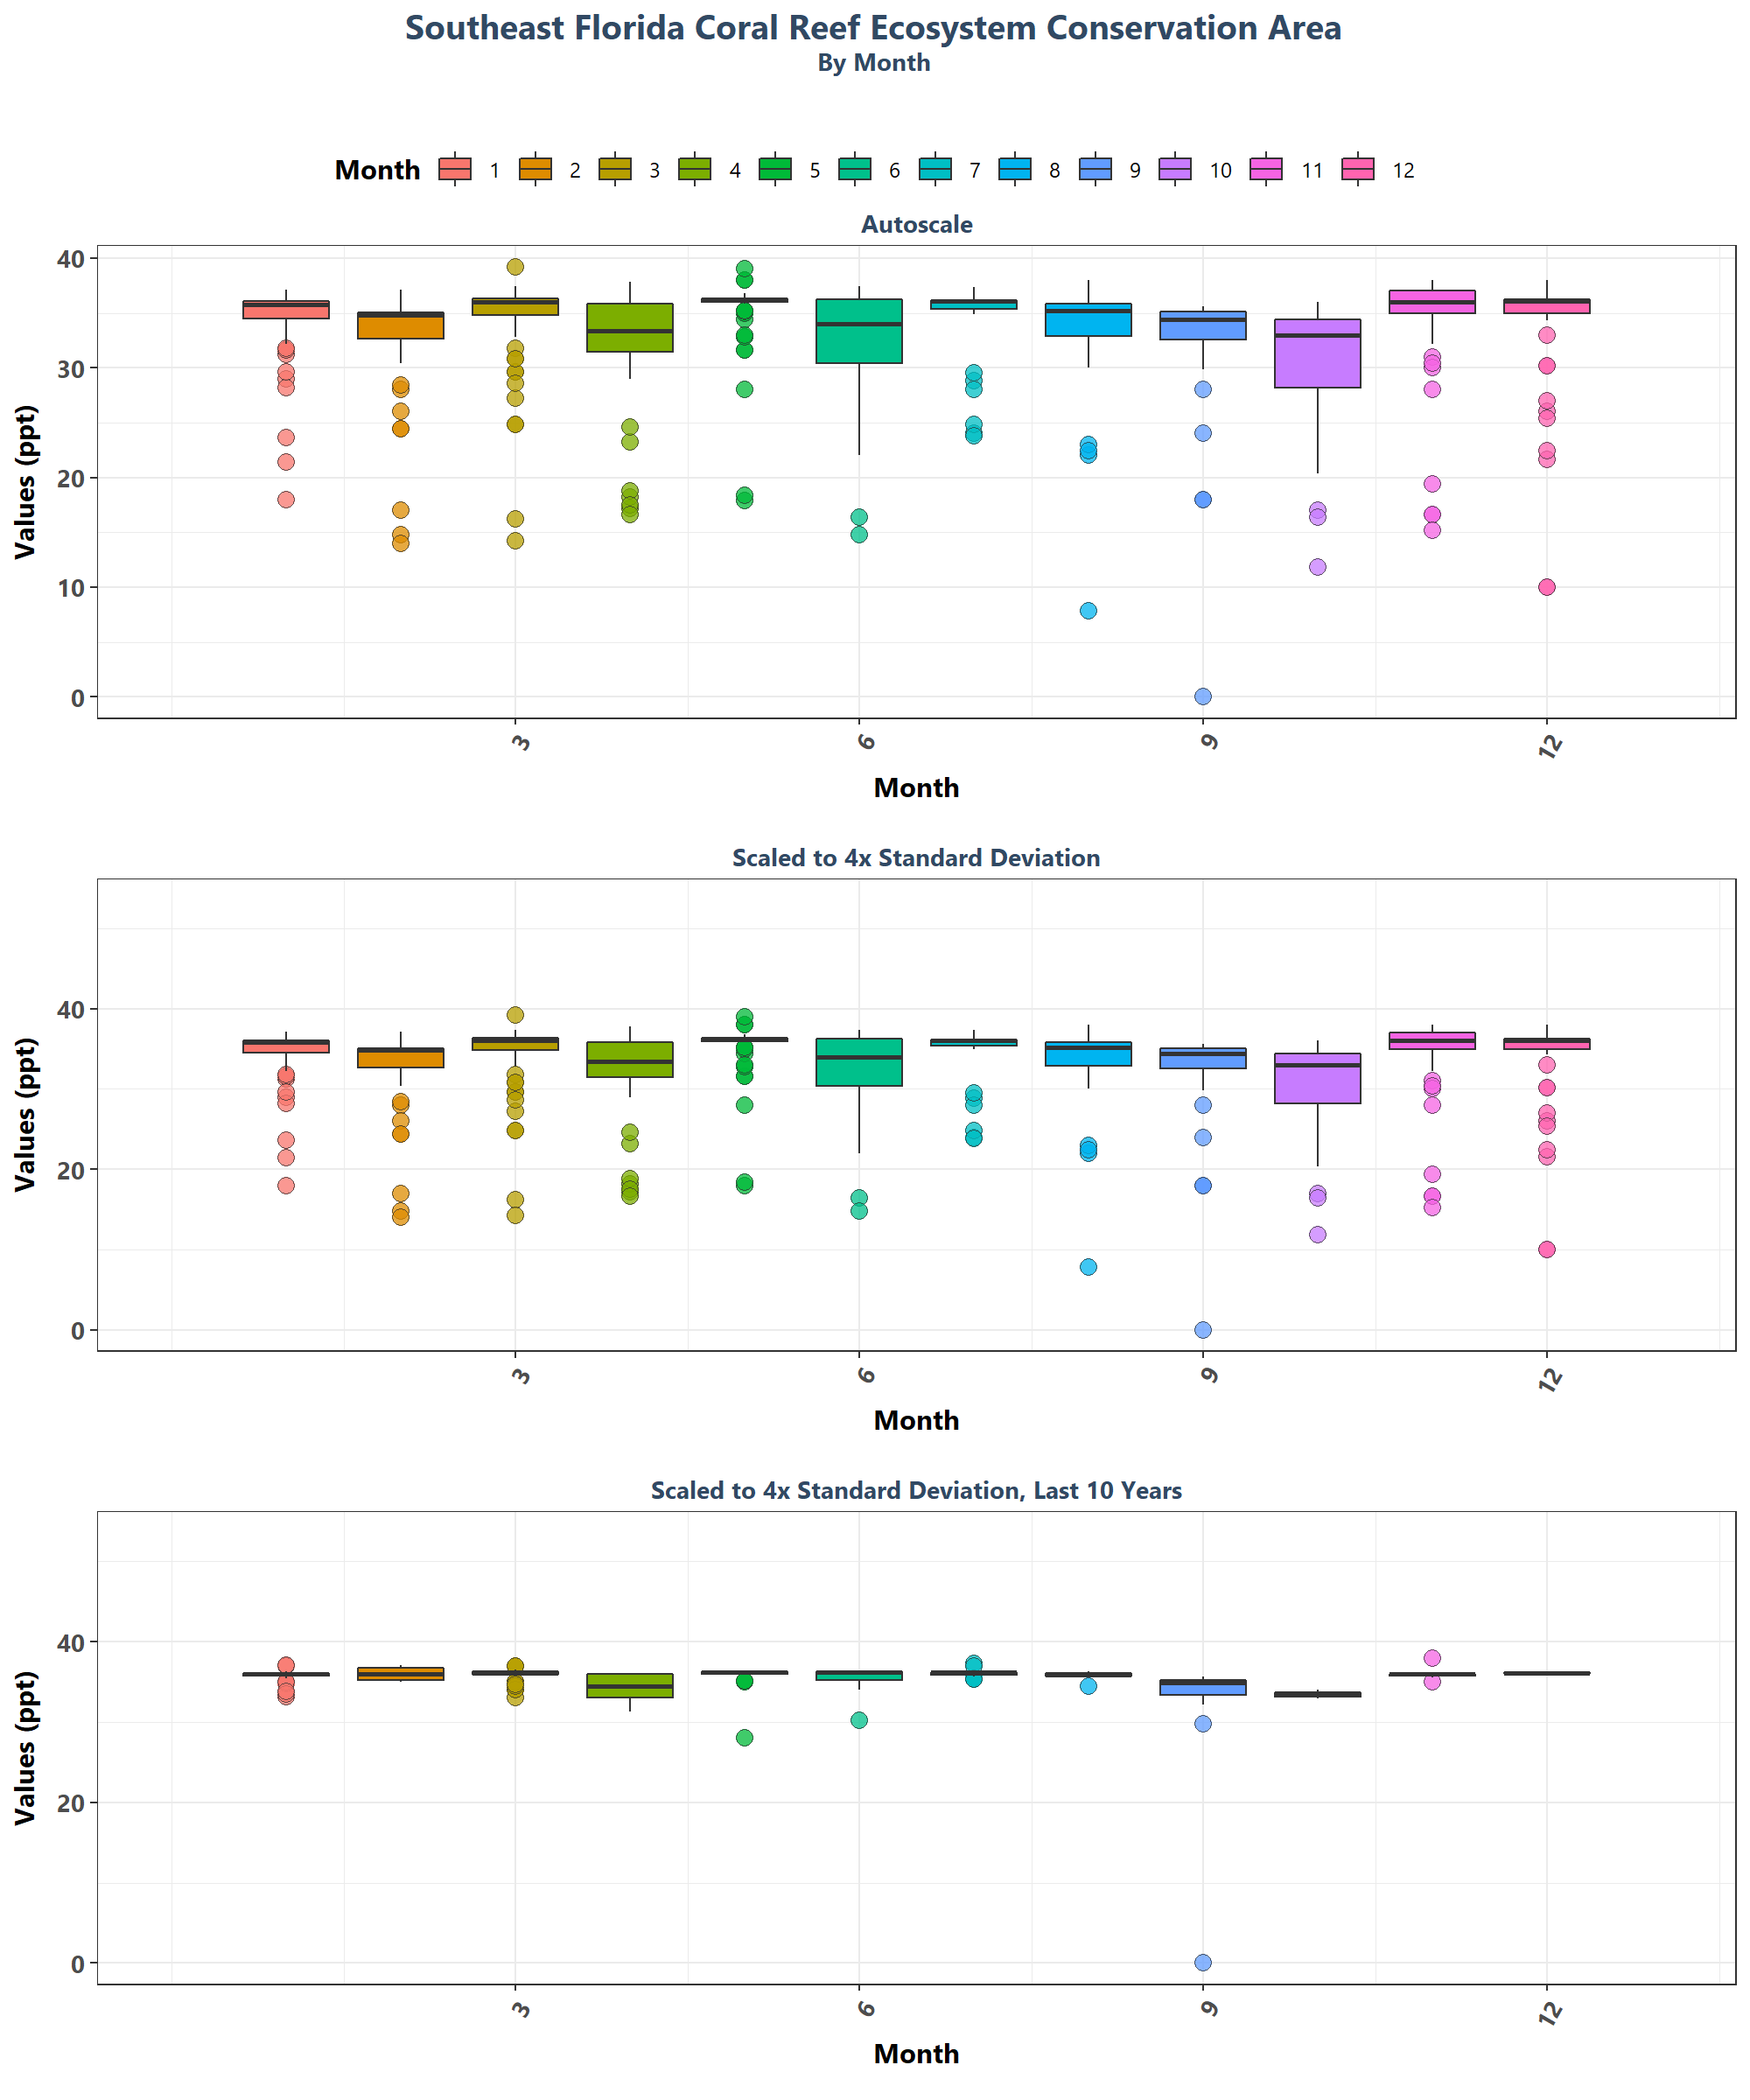 Southeast Florida Coral Reef Ecosystem Conservation Area
By Month
Month 1 2 3 4 5 6 7 8 9 10 11 12
Autoscale
Values (ppt)
40
30
20
10
0
3 6 9 12
Month
Scaled to 4x Standard Deviation
Values (ppt)
40
20
0
3 6 9 12
Month
Scaled to 4x Standard Deviation, Last 10 Years
Values (ppt)
40
20
0
3 6 9 12
Month